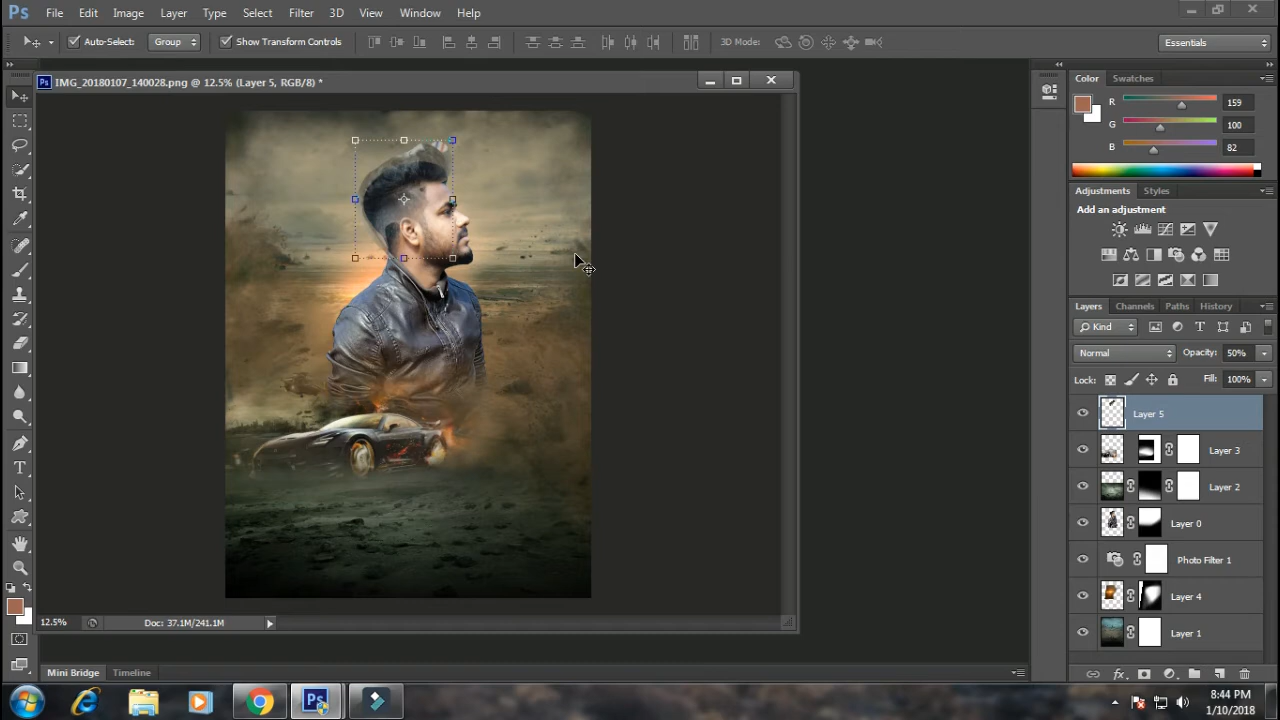 Ps File Edit Image Layer Type Select Filter 3D View Window Help
Auto-Select: Group Show Transform Controls 3D Mode: Essentials
Ps IMG_20180107_140028.png @ 12.5% (Layer 5, RGB/8) *
Color Swatches
R 159
G 100
B 82
Adjustments Styles
Add an adjustment
Layers Channels Paths History
Kind T
Normal Opacity: 50%
Lock: Fill: 100%
Layer 5
Layer 3
Layer 2
Layer 0
Photo Filter 1
Layer 4
Layer 1
fx
T
12.5% Doc: 37.1M/241.1M
Mini Bridge Timeline
Ps
8:44 PM
1/10/2018